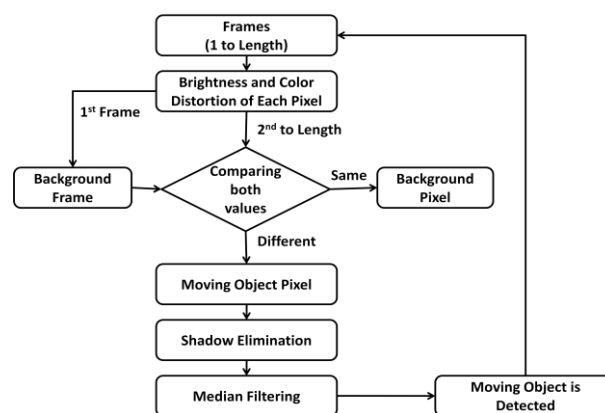 Frames
(1 to Length)
Brightness and Color
Distortion of Each Pixel
1st Frame
2nd to Length
Background
Frame
Comparing
both
values
Same
Background
Pixel
Different
Moving Object Pixel
Shadow Elimination
Median Filtering
Moving Object is
Detected